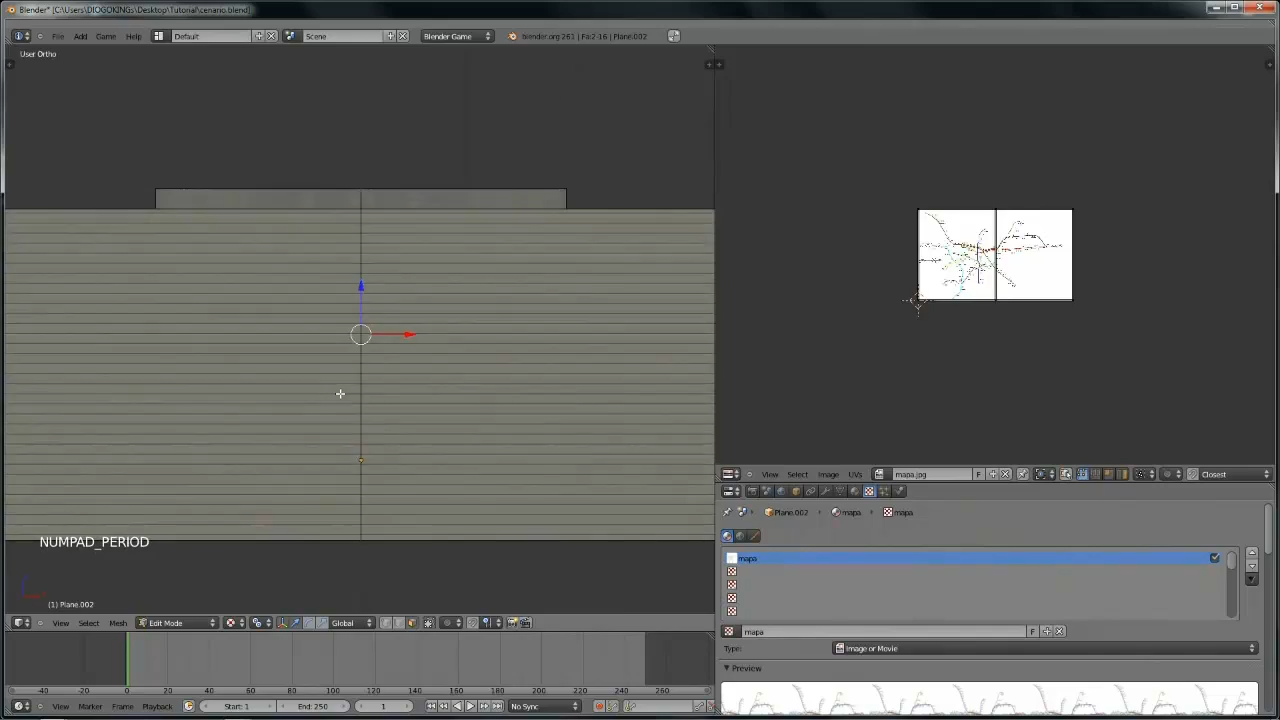 Blender* [C:\Users\DIOGOKINGs\Desktop\Tutorial\cenario.blend]
File Add Game Help Default Scene Blender Game blender.org 261 | Fa:2-16 | Plane.002
User Ortho
View Select Image UVs mapa.jpg F Closest
Plane.002 mapa mapa
NUMPAD_PERIOD
mapa
(1) Plane.002
View Select Mesh Edit Mode Global
mapa F
Type: Image or Movie
Preview
-40 -20 0 20 40 60 80 100 120 140 160 180 200 220 240 260
View Marker Frame Playback Start: 1 End: 250 1 No Sync